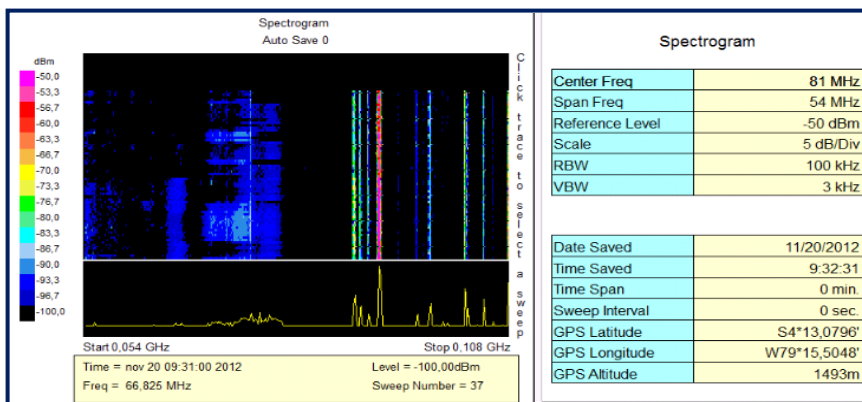 Spectrogram
Auto Save 0
dBm
-50,0
-53,3
-56,7
-60,0
-63,3
-66,7
-70,0
-73,3
-76,7
-80,0
-83,3
-86,7
-90,0
-93,3
-96,7
-100,0
Click trace to select a sweep
Start 0,054 GHz Stop 0,108 GHz
Time = nov 20 09:31:00 2012 Level = -100,00dBm
Freq = 66,825 MHz Sweep Number = 37
Spectrogram
Center Freq 81 MHz
Span Freq 54 MHz
Reference Level -50 dBm
Scale 5 dB/Div
RBW 100 kHz
VBW 3 kHz
Date Saved 11/20/2012
Time Saved 9:32:31
Time Span 0 min.
Sweep Interval 0 sec.
GPS Latitude S4*13,0796'
GPS Longitude W79*15,5048'
GPS Altitude 1493m